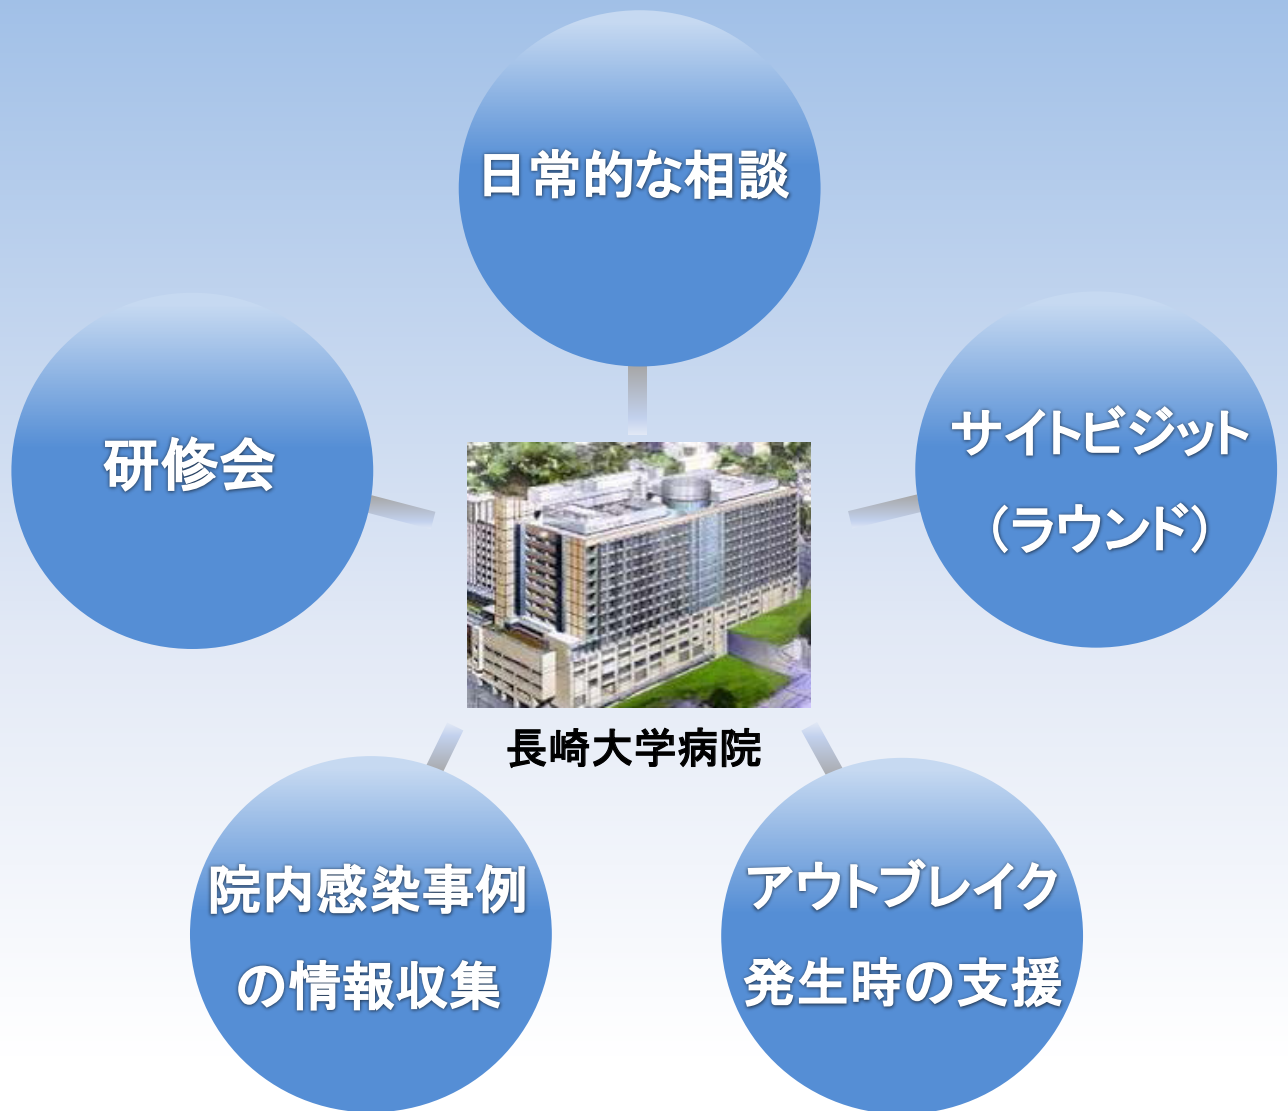 日常的な相談
研修会
サイトビジット
（ラウンド）
長崎大学病院
院内感染事例
の情報収集
アウトブレイク
発生時の支援